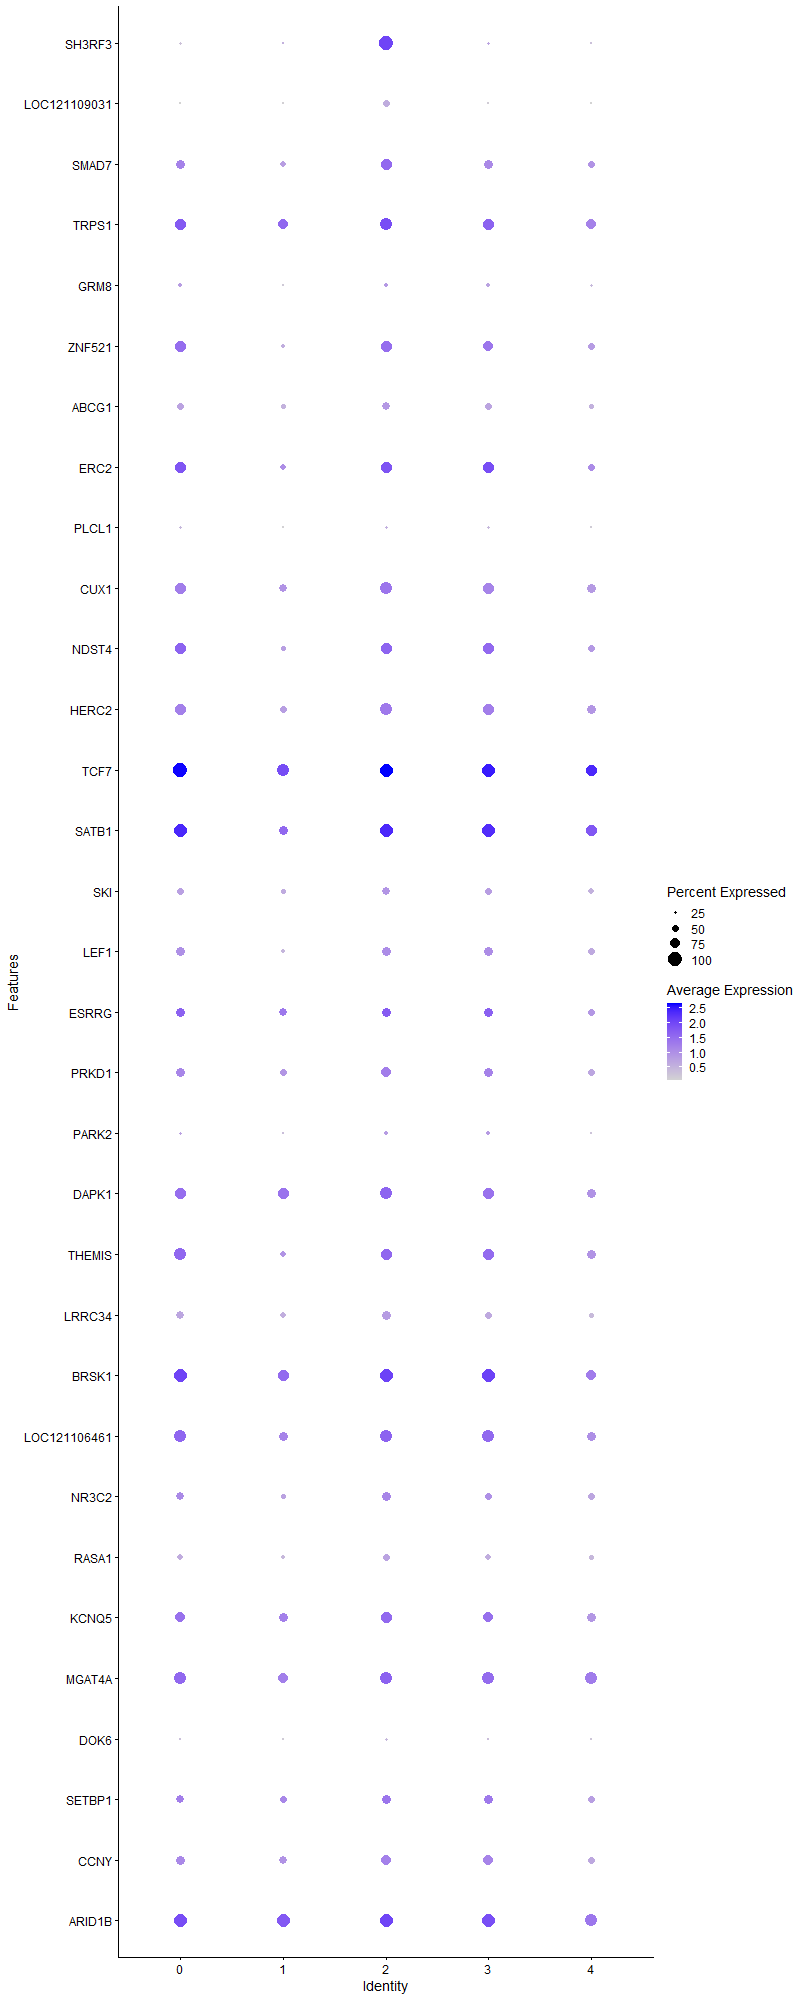 SH3RF3
LOC121109031
SMAD7
TRPS1
GRM8
ZNF521
ABCG1
ERC2
PLCL1
CUX1
NDST4
HERC2
TCF7
SATB1
SKI
LEF1
ESRRG
PRKD1
PARK2
DAPK1
THEMIS
LRRC34
BRSK1
LOC121106461
NR3C2
RASA1
KCNQ5
MGAT4A
DOK6
SETBP1
CCNY
ARID1B
Features
0 1 2 3 4
Identity
Percent Expressed
25
50
75
100
Average Expression
2.5
2.0
1.5
1.0
0.5